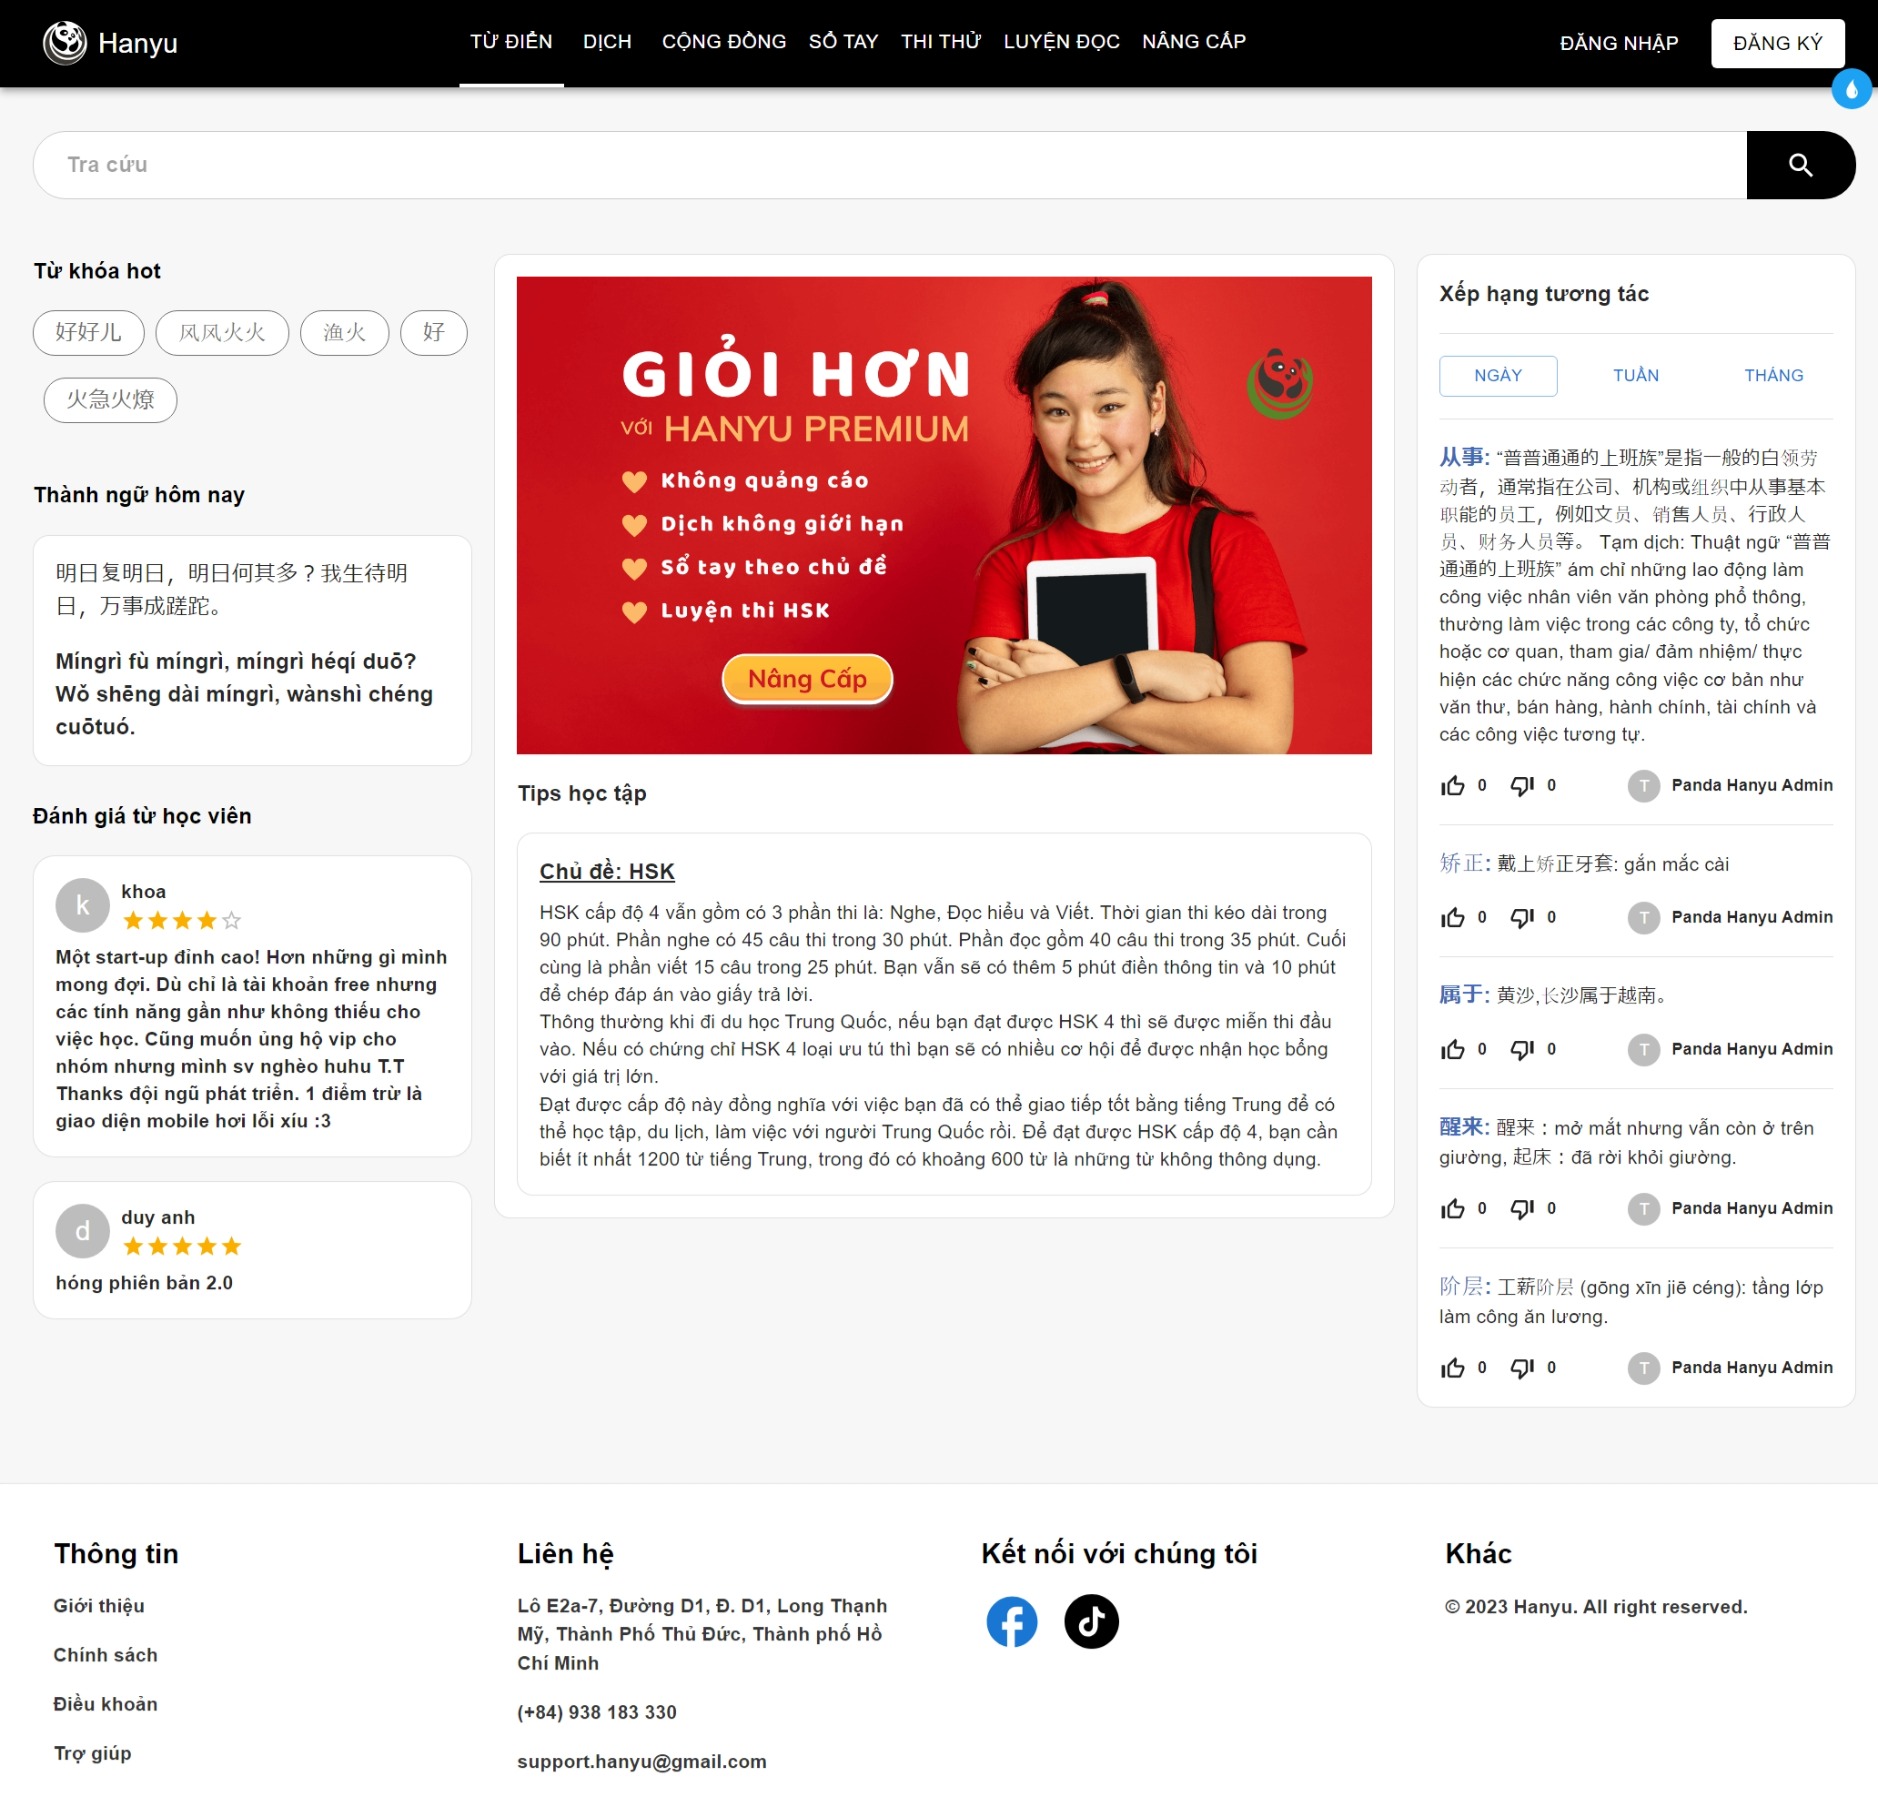 Hanyu
TỪ ĐIỂN
DỊCH
CỘNG ĐỒNG
SỔ TAY
THI THỬ
LUYỆN ĐỌC
NÂNG CẤP
ĐĂNG NHẬP
ĐĂNG KÝ
Tra cứu
Từ khóa hot
好好儿
风风火火
渔火
好
火急火燎
Thành ngữ hôm nay
明日复明日，明日何其多？我生待明
日，万事成蹉跎。
Míngrì fù míngrì, míngrì héqí duō?
Wǒ shēng dài míngrì, wànshì chéng
cuōtuó.
Đánh giá từ học viên
k
khoa
Một start-up đỉnh cao! Hơn những gì mình
mong đợi. Dù chỉ là tài khoản free nhưng
các tính năng gần như không thiếu cho
việc học. Cũng muốn ủng hộ vip cho
nhóm nhưng mình sv nghèo huhu T.T
Thanks đội ngũ phát triển. 1 điểm trừ là
giao diện mobile hơi lỗi xíu :3
d
duy anh
hóng phiên bản 2.0
GIỎI HƠN
VỚI HANYU PREMIUM
Không quảng cáo
Dịch không giới hạn
Sổ tay theo chủ đề
Luyện thi HSK
Nâng Cấp
Tips học tập
Chủ đề: HSK
HSK cấp độ 4 vẫn gồm có 3 phần thi là: Nghe, Đọc hiểu và Viết. Thời gian thi kéo dài trong
90 phút. Phần nghe có 45 câu thi trong 30 phút. Phần đọc gồm 40 câu thi trong 35 phút. Cuối
cùng là phần viết 15 câu trong 25 phút. Bạn vẫn sẽ có thêm 5 phút điền thông tin và 10 phút
để chép đáp án vào giấy trả lời.
Thông thường khi đi du học Trung Quốc, nếu bạn đạt được HSK 4 thì sẽ được miễn thi đầu
vào. Nếu có chứng chỉ HSK 4 loại ưu tú thì bạn sẽ có nhiều cơ hội để được nhận học bổng
với giá trị lớn.
Đạt được cấp độ này đồng nghĩa với việc bạn đã có thể giao tiếp tốt bằng tiếng Trung để có
thể học tập, du lịch, làm việc với người Trung Quốc rồi. Để đạt được HSK cấp độ 4, bạn cần
biết ít nhất 1200 từ tiếng Trung, trong đó có khoảng 600 từ là những từ không thông dụng.
Xếp hạng tương tác
NGÀY
TUẦN
THÁNG
从事: “普普通通的上班族”是指一般的白领劳
动者，通常指在公司、机构或组织中从事基本
职能的员工，例如文员、销售人员、行政人
员、财务人员等。 Tạm dịch: Thuật ngữ “普普
通通的上班族” ám chỉ những lao động làm
công việc nhân viên văn phòng phổ thông,
thường làm việc trong các công ty, tổ chức
hoặc cơ quan, tham gia/ đảm nhiệm/ thực
hiện các chức năng công việc cơ bản như
văn thư, bán hàng, hành chính, tài chính và
các công việc tương tự.
0 0 T Panda Hanyu Admin
矫正: 戴上矫正牙套: gắn mắc cài
0 0 T Panda Hanyu Admin
属于: 黄沙,长沙属于越南。
0 0 T Panda Hanyu Admin
醒来: 醒来：mở mắt nhưng vẫn còn ở trên
giường, 起床：đã rời khỏi giường.
0 0 T Panda Hanyu Admin
阶层: 工薪阶层 (gōng xīn jiē céng): tầng lớp
làm công ăn lương.
0 0 T Panda Hanyu Admin
Thông tin
Giới thiệu
Chính sách
Điều khoản
Trợ giúp
Liên hệ
Lô E2a-7, Đường D1, Đ. D1, Long Thạnh
Mỹ, Thành Phố Thủ Đức, Thành phố Hồ
Chí Minh
(+84) 938 183 330
support.hanyu@gmail.com
Kết nối với chúng tôi
Khác
© 2023 Hanyu. All right reserved.